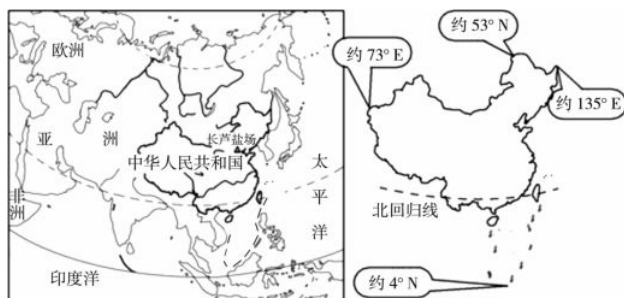 欧洲
亚
洲
长芦盐场
中华人民共和国
非
洲
太
平
洋
印度洋
约 53° N
约 73° E
约 135° E
北回归线
约 4° N